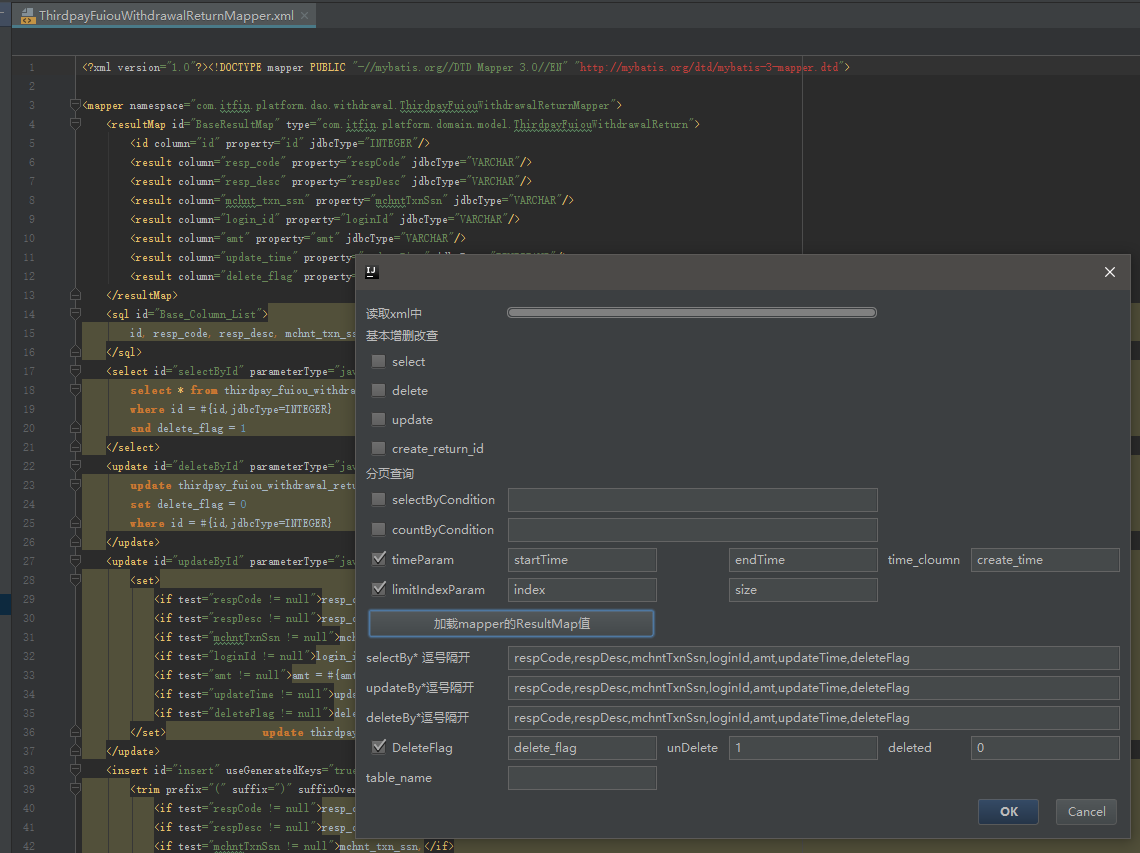 ThirdpayFuiouWithdrawalReturnMapper.xml
1 <?xml version="1.0"?><!DOCTYPE mapper PUBLIC "-//mybatis.org//DTD Mapper 3.0//EN" "http://mybatis.org/dtd/mybatis-3-mapper.dtd">
2
3 <mapper namespace="com.itfin.platform.dao.withdrawal.ThirdpayFuiouWithdrawalReturnMapper">
4 <resultMap id="BaseResultMap" type="com.itfin.platform.domain.model.ThirdpayFuiouWithdrawalReturn">
5 <id column="id" property="id" jdbcType="INTEGER"/>
6 <result column="resp_code" property="respCode" jdbcType="VARCHAR"/>
7 <result column="resp_desc" property="respDesc" jdbcType="VARCHAR"/>
8 <result column="mchnt_txn_ssn" property="mchntTxnSsn" jdbcType="VARCHAR"/>
9 <result column="login_id" property="loginId" jdbcType="VARCHAR"/>
10 <result column="amt" property="amt" jdbcType="VARCHAR"/>
11 <result column="update_time" property=
12 <result column="delete_flag" property=
13 </resultMap>
14 <sql id="Base_Column_List">
15 id, resp_code, resp_desc, mchnt_txn_ss
16 </sql>
17 <select id="selectById" parameterType="jav
18 select * from thirdpay_fuiou_withdraw
19 where id = #{id,jdbcType=INTEGER}
20 and delete_flag = 1
21 </select>
22 <update id="deleteById" parameterType="jav
23 update thirdpay_fuiou_withdrawal_retu
24 set delete_flag = 0
25 where id = #{id,jdbcType=INTEGER}
26 </update>
27 <update id="updateById" parameterType="jav
28 <set>
29 <if test="respCode != null">resp_c
30 <if test="respDesc != null">resp_d
31 <if test="mchntTxnSsn != null">mch
32 <if test="loginId != null">login_i
33 <if test="amt != null">amt = #{amt
34 <if test="updateTime != null">upda
35 <if test="deleteFlag != null">dele
36 </set> update thirdpay
37 </update>
38 <insert id="insert" useGeneratedKeys="true
39 <trim prefix="(" suffix=")" suffixOver
40 <if test="respCode != null">resp_c
41 <if test="respDesc != null">resp_d
42 <if test="mchntTxnSsn != null">mchnt_txn_ssn,</if>
读取xml中
基本增删改查
select
delete
update
create_return_id
分页查询
selectByCondition
countByCondition
timeParam startTime endTime time_cloumn create_time
limitIndexParam index size
加载mapper的ResultMap值
selectBy* 逗号隔开 respCode,respDesc,mchntTxnSsn,loginId,amt,updateTime,deleteFlag
updateBy*逗号隔开 respCode,respDesc,mchntTxnSsn,loginId,amt,updateTime,deleteFlag
deleteBy*逗号隔开 respCode,respDesc,mchntTxnSsn,loginId,amt,updateTime,deleteFlag
DeleteFlag delete_flag unDelete 1 deleted 0
table_name
OK Cancel